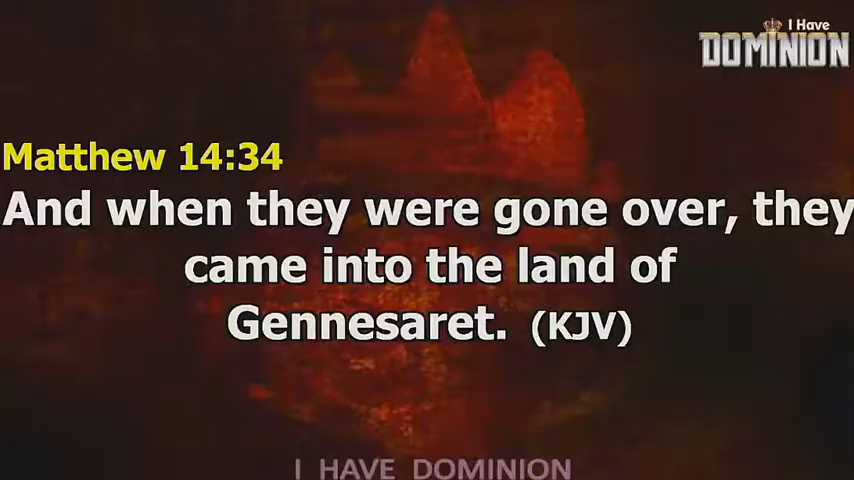 I Have
DOMINION
Matthew 14:34
And when they were gone over, they
came into the land of
Gennesaret. (KJV)
I HAVE DOMINION